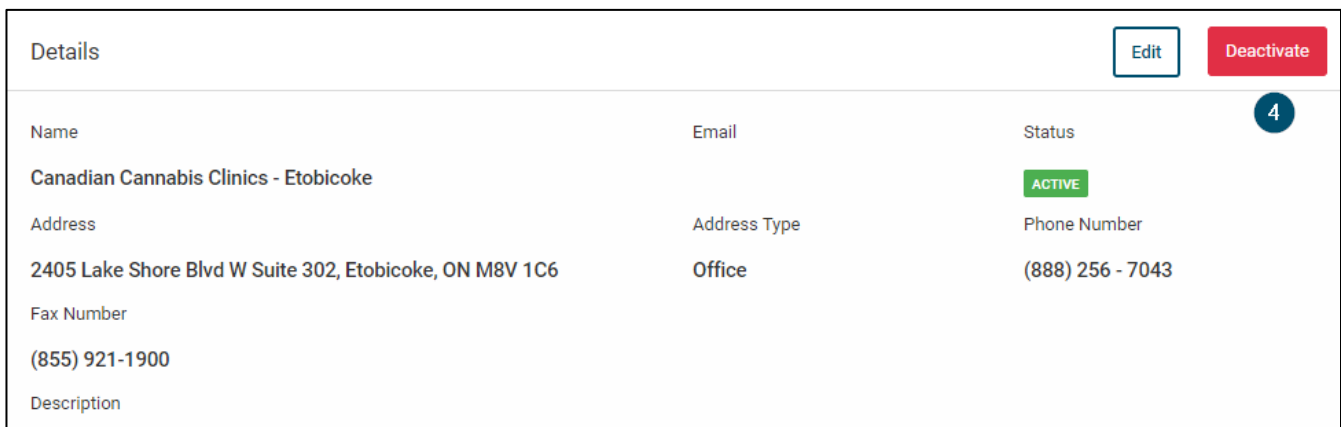 Details Edit Deactivate
4
Name Email Status
Canadian Cannabis Clinics - Etobicoke ACTIVE
Address Address Type Phone Number
2405 Lake Shore Blvd W Suite 302, Etobicoke, ON M8V 1C6 Office (888) 256 - 7043
Fax Number
(855) 921-1900
Description